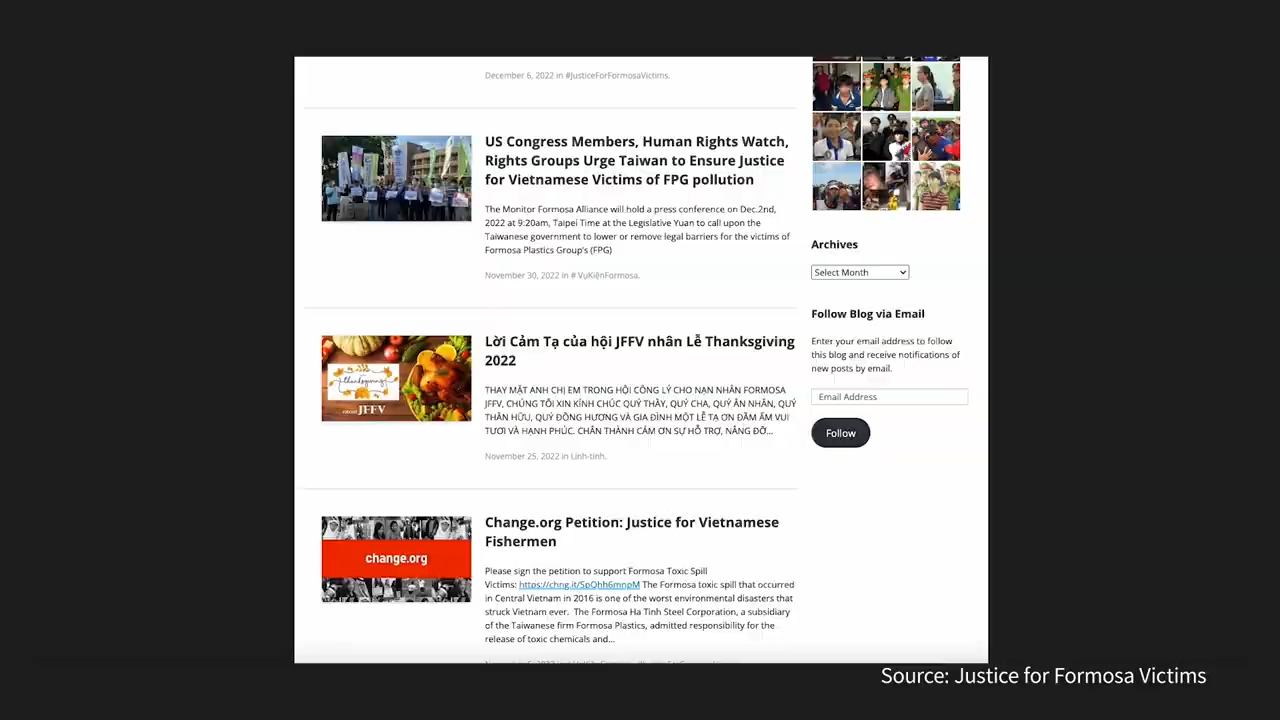 December 6, 2022 in #JusticeForFormosaVictims.
US Congress Members, Human Rights Watch,
Rights Groups Urge Taiwan to Ensure Justice
for Vietnamese Victims of FPG pollution
The Monitor Formosa Alliance will hold a press conference on Dec.2nd,
2022 at 9:20am, Taipei Time at the Legislative Yuan to call upon the
Taiwanese government to lower or remove legal barriers for the victims of
Formosa Plastics Group's (FPG)
November 30, 2022 in # VụKiệnFormosa.
thanksgiving
JFFV
Lời Cảm Tạ của hội JFFV nhân Lễ Thanksgiving
2022
THAY MẶT ANH CHỊ EM TRONG HỘI CÔNG LÝ CHO NẠN NHÂN FORMOSA
JFFV, CHÚNG TÔI XIN KÍNH CHÚC QUÝ THẦY, QUÝ CHA, QUÝ ÂN NHÂN, QUÝ
THÂN HỮU, QUÝ ĐỒNG HƯƠNG VÀ GIA ĐÌNH MỘT LỄ TẠ ƠN ĐẦM ẤM VUI
TƯƠI VÀ HẠNH PHÚC. CHÂN THÀNH CÁM ƠN SỰ HỖ TRỢ, NÂNG ĐỠ...
November 25, 2022 in Linh-tinh.
change.org
Change.org Petition: Justice for Vietnamese
Fishermen
Please sign the petition to support Formosa Toxic Spill
Victims: https://chng.it/SpQhh6mnpM The Formosa toxic spill that occurred
in Central Vietnam in 2016 is one of the worst environmental disasters that
struck Vietnam ever. The Formosa Ha Tinh Steel Corporation, a subsidiary
of the Taiwanese firm Formosa Plastics, admitted responsibility for the
release of toxic chemicals and...
Archives
Select Month
Follow Blog via Email
Enter your email address to follow
this blog and receive notifications of
new posts by email.
Email Address
Follow
Source: Justice for Formosa Victims